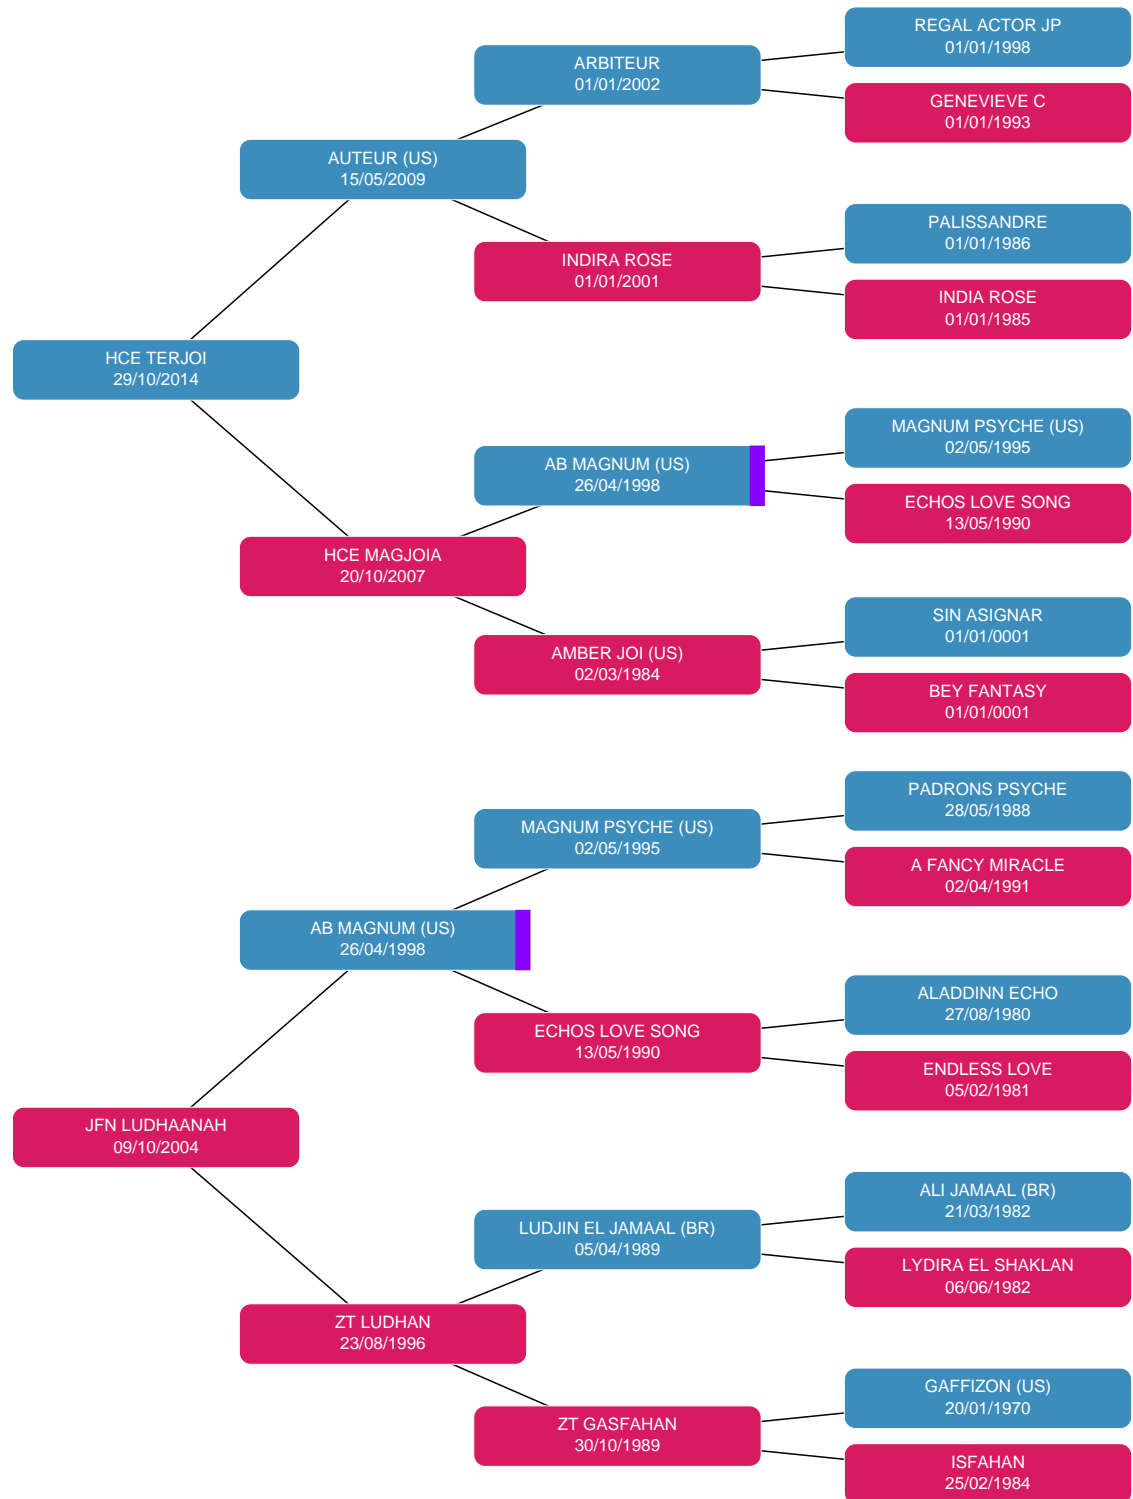 REGAL ACTOR JP
01/01/1998
ARBITEUR
01/01/2002
GENEVIEVE C
01/01/1993
AUTEUR (US)
15/05/2009
PALISSANDRE
01/01/1986
INDIRA ROSE
01/01/2001
INDIA ROSE
01/01/1985
HCE TERJOI
29/10/2014
MAGNUM PSYCHE (US)
02/05/1995
AB MAGNUM (US)
26/04/1998
ECHOS LOVE SONG
13/05/1990
HCE MAGJOIA
20/10/2007
SIN ASIGNAR
01/01/0001
AMBER JOI (US)
02/03/1984
BEY FANTASY
01/01/0001
PADRONS PSYCHE
28/05/1988
MAGNUM PSYCHE (US)
02/05/1995
A FANCY MIRACLE
02/04/1991
AB MAGNUM (US)
26/04/1998
ALADDINN ECHO
27/08/1980
ECHOS LOVE SONG
13/05/1990
ENDLESS LOVE
05/02/1981
JFN LUDHAANAH
09/10/2004
ALI JAMAAL (BR)
21/03/1982
LUDJIN EL JAMAAL (BR)
05/04/1989
LYDIRA EL SHAKLAN
06/06/1982
ZT LUDHAN
23/08/1996
GAFFIZON (US)
20/01/1970
ZT GASFAHAN
30/10/1989
ISFAHAN
25/02/1984